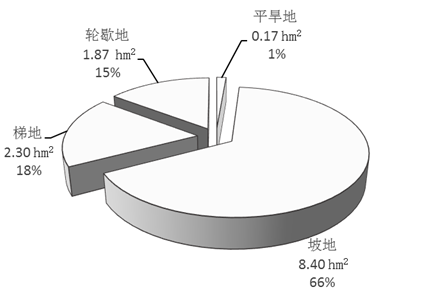 平旱地
0.17 hm²
1%
轮歇地
1.87 hm²
15%
梯地
2.30 hm²
18%
坡地
8.40 hm²
66%